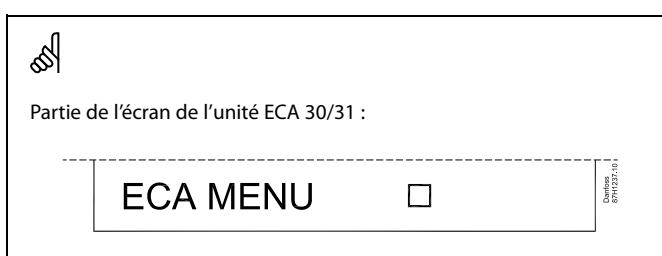 Partie de l'écran de l'unité ECA 30/31 :
ECA MENU
Danfoss
87H1237.10